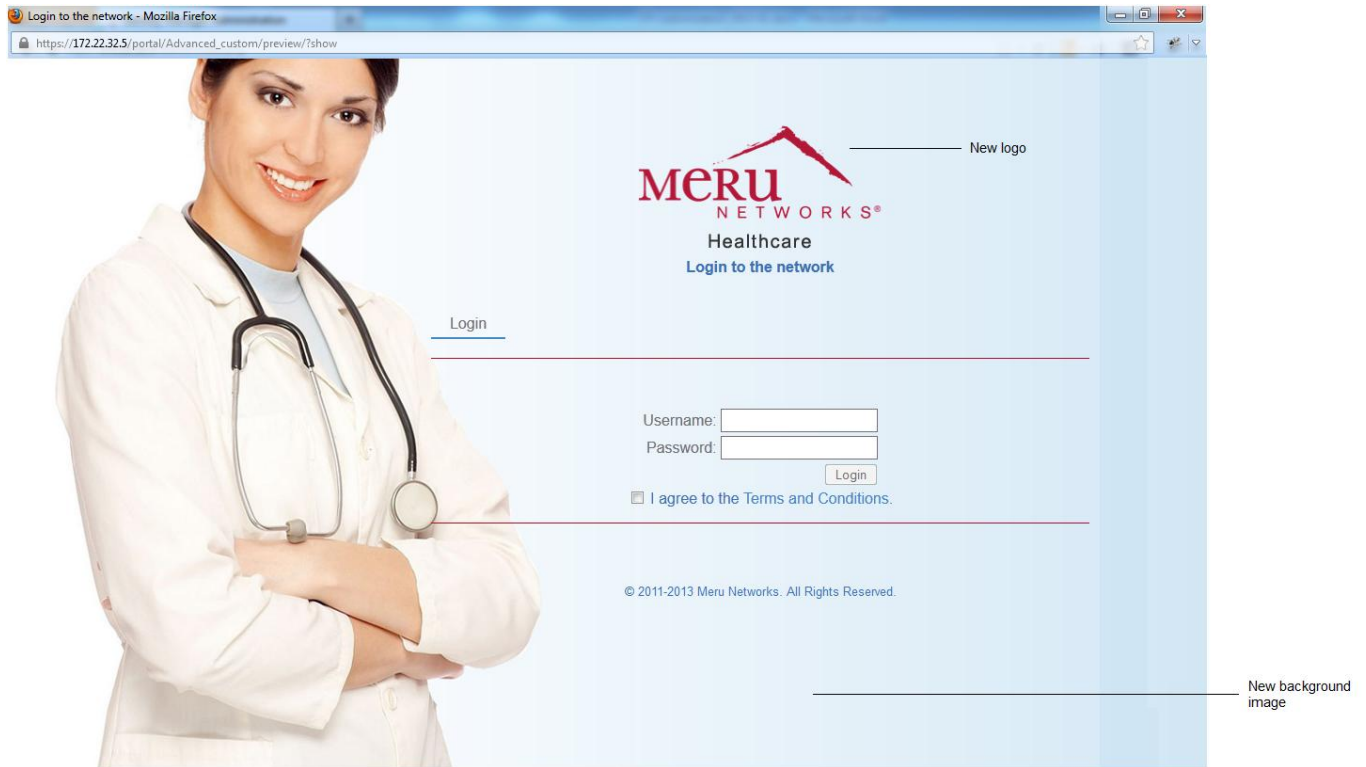 Login to the network - Mozilla Firefox
https://172.22.32.5/portal/Advanced_custom/preview/?show
New logo
MeRU
NETWORKS®
Healthcare
Login to the network
Login
Username:
Password:
Login
I agree to the Terms and Conditions.
© 2011-2013 Meru Networks. All Rights Reserved.
New background
image